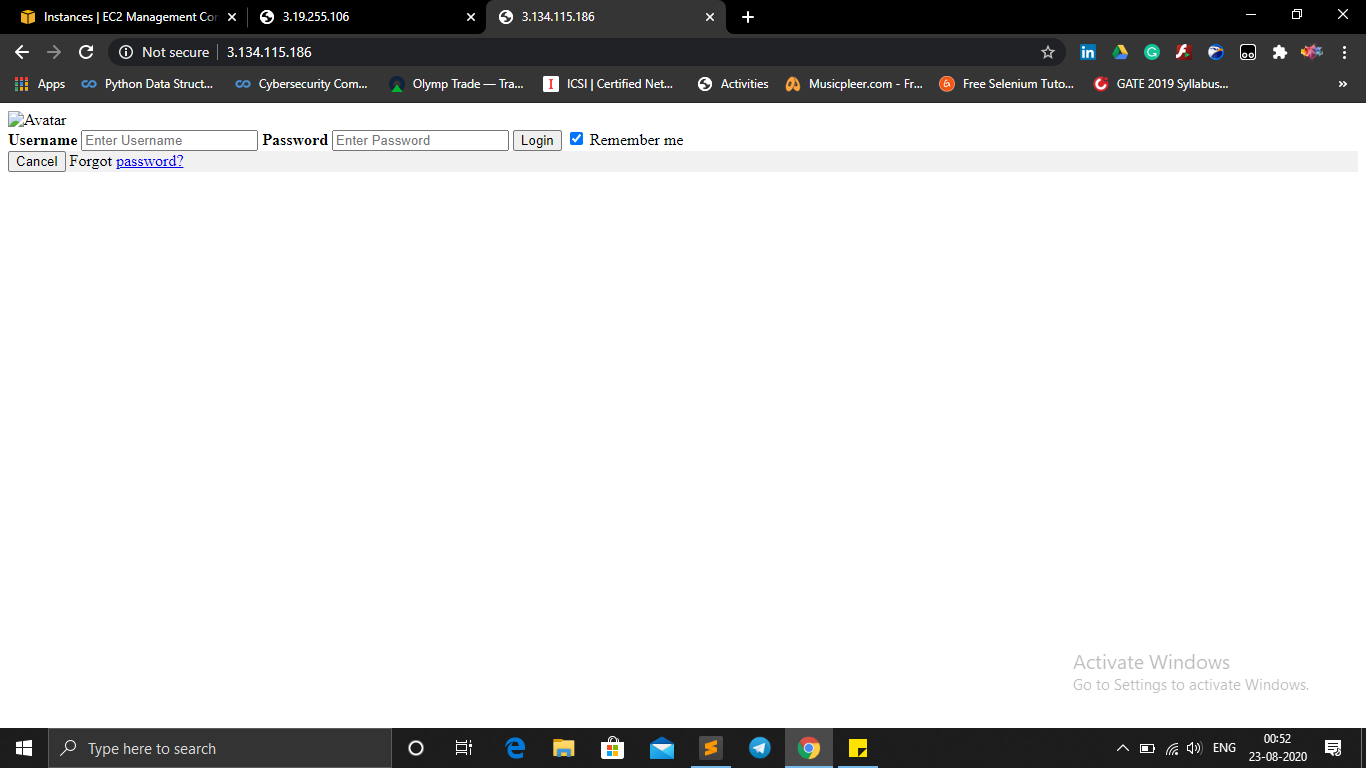 Instances | EC2 Management Cor
3.19.255.106
3.134.115.186
Not secure
3.134.115.186
Apps
Python Data Struct...
Cybersecurity Com...
Olymp Trade — Tra...
ICSI | Certified Net...
Activities
Musicpleer.com - Fr...
Free Selenium Tuto...
GATE 2019 Syllabus...
»
Avatar
Username Enter Username Password Enter Password Login Remember me
Cancel Forgot password?
Activate Windows
Go to Settings to activate Windows.
Type here to search
ENG
00:52
23-08-2020